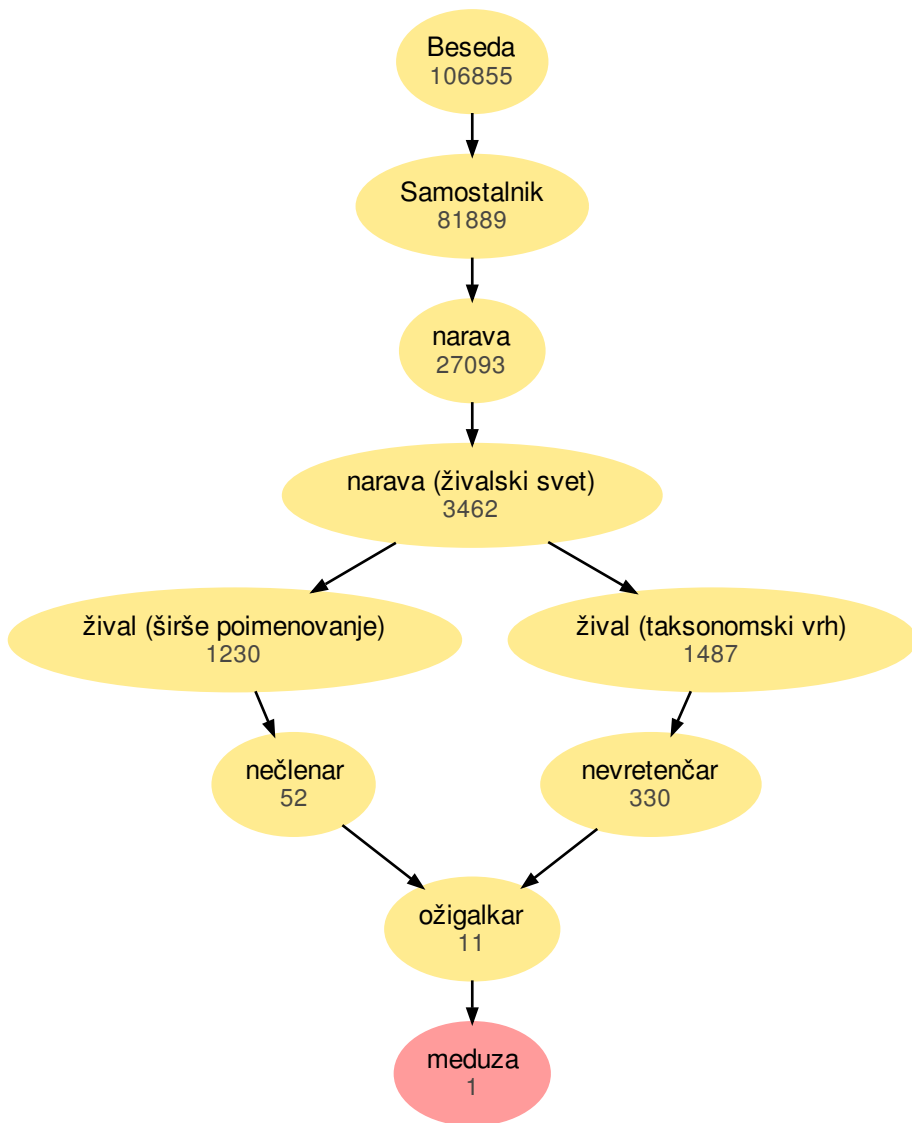 Beseda
106855
Samostalnik
81889
narava
27093
narava (živalski svet)
3462
žival (širše poimenovanje)
1230
žival (taksonomski vrh)
1487
nečlenar
52
nevretenčar
330
ožigalkar
11
meduza
1